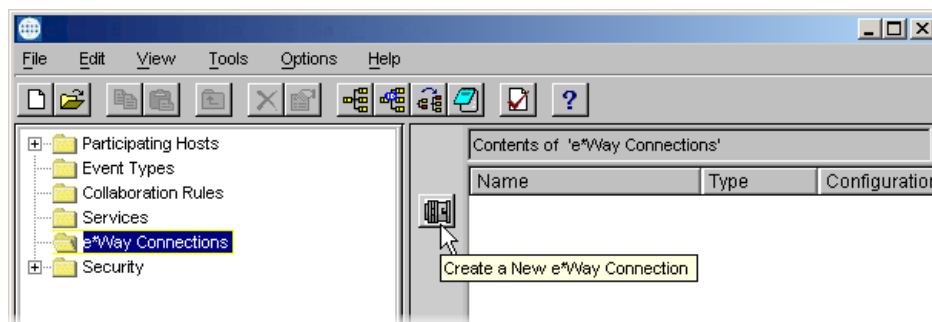 File Edit View Tools Options Help
?
Participating Hosts
Event Types
Collaboration Rules
Services
e*Way Connections
Security
Contents of 'e*Way Connections'
Name Type Configuration
Create a New e*Way Connection